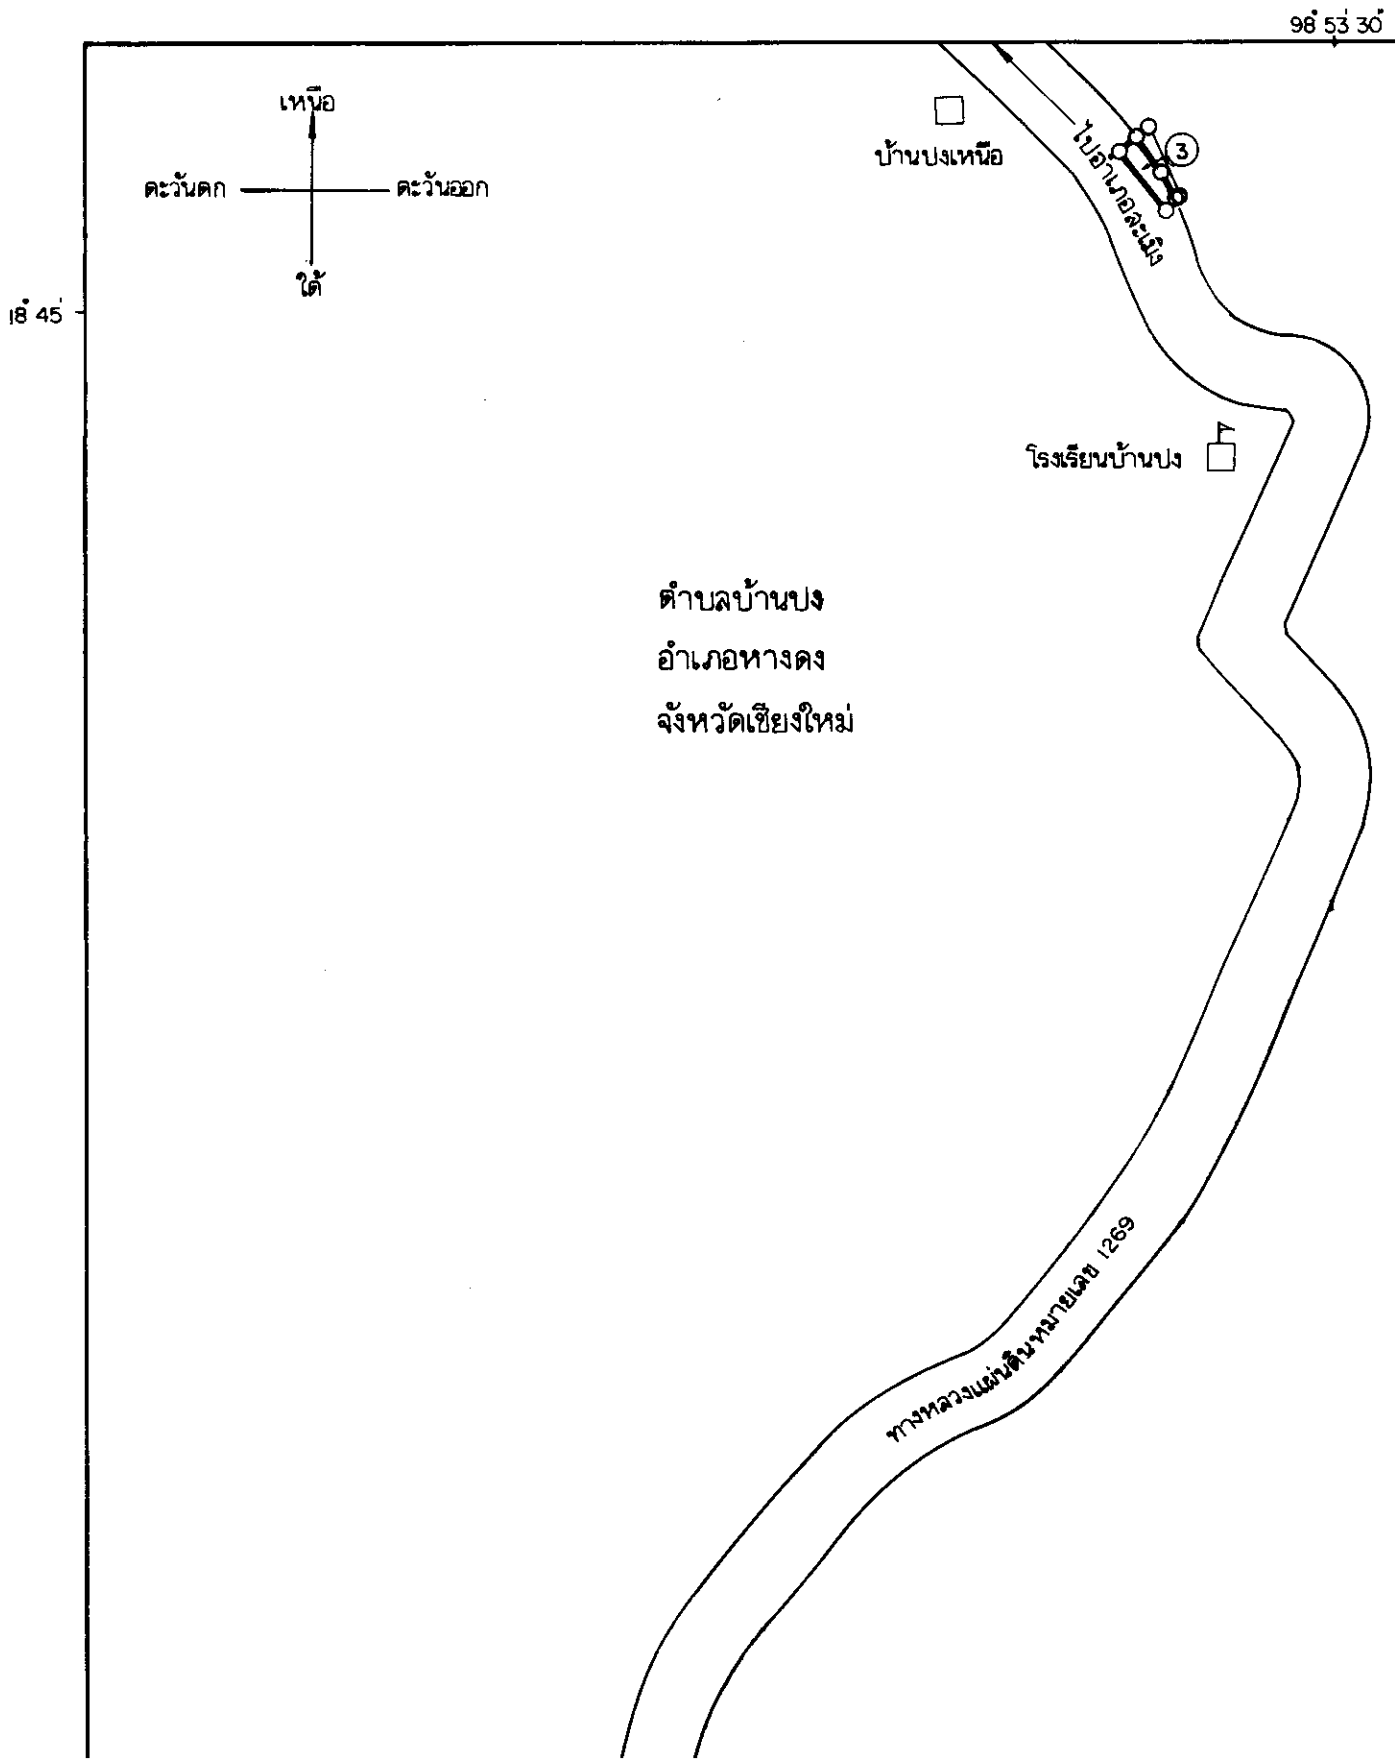 98° 53' 30"
เหนือ
ตะวันตก
ตะวันออก
ใต้
บ้านปงเหนือ
3
ไปอำเภอสะเมิง
18° 45'
โรงเรียนบ้านปง
ตำบลบ้านปง
อำเภอหางดง
จังหวัดเชียงใหม่
ทางหลวงแผ่นดินหมายเลข 1269